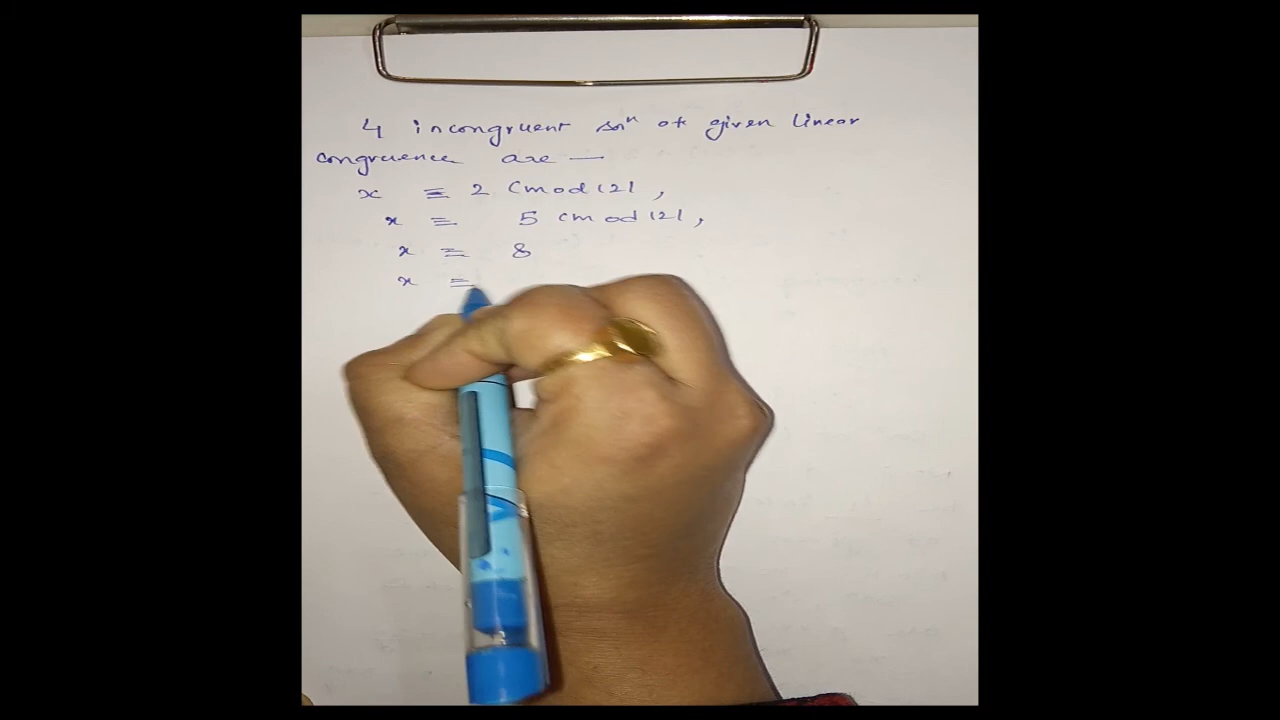 4 incongruent solⁿ of given linear
congruence are —
x ≡ 2 (mod 12),
x ≡ 5 (mod 12),
x ≡ 8
x ≡